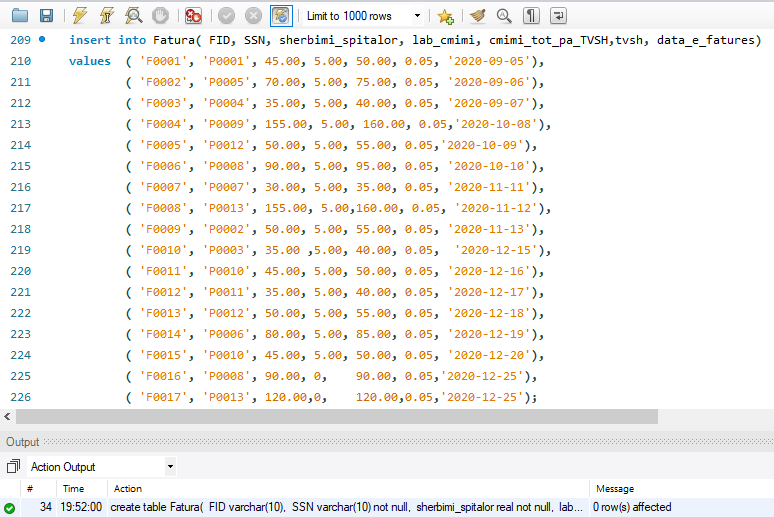 Limit to 1000 rows
209 insert into Fatura( FID, SSN, sherbimi_spitalor, lab_cmimi, cmimi_tot_pa_TVSH,tvsh, data_e_fatures)
210 values ( 'F0001', 'P0001', 45.00, 5.00, 50.00, 0.05, '2020-09-05'),
211 ( 'F0002', 'P0005', 70.00, 5.00, 75.00, 0.05, '2020-09-06'),
212 ( 'F0003', 'P0004', 35.00, 5.00, 40.00, 0.05, '2020-09-07'),
213 ( 'F0004', 'P0009', 155.00, 5.00, 160.00, 0.05,'2020-10-08'),
214 ( 'F0005', 'P0012', 50.00, 5.00, 55.00, 0.05,'2020-10-09'),
215 ( 'F0006', 'P0008', 90.00, 5.00, 95.00, 0.05, '2020-10-10'),
216 ( 'F0007', 'P0007', 30.00, 5.00, 35.00, 0.05, '2020-11-11'),
217 ( 'F0008', 'P0013', 155.00, 5.00,160.00, 0.05, '2020-11-12'),
218 ( 'F0009', 'P0002', 50.00, 5.00, 55.00, 0.05, '2020-11-13'),
219 ( 'F0010', 'P0003', 35.00 ,5.00, 40.00, 0.05, '2020-12-15'),
220 ( 'F0011', 'P0010', 45.00, 5.00, 50.00, 0.05, '2020-12-16'),
221 ( 'F0012', 'P0011', 35.00, 5.00, 40.00, 0.05, '2020-12-17'),
222 ( 'F0013', 'P0012', 50.00, 5.00, 55.00, 0.05, '2020-12-18'),
223 ( 'F0014', 'P0006', 80.00, 5.00, 85.00, 0.05, '2020-12-19'),
224 ( 'F0015', 'P0010', 45.00, 5.00, 50.00, 0.05, '2020-12-20'),
225 ( 'F0016', 'P0008', 90.00, 0, 90.00, 0.05,'2020-12-25'),
226 ( 'F0017', 'P0013', 120.00,0, 120.00,0.05,'2020-12-25');
Output
Action Output
# Time Action Message
34 19:52:00 create table Fatura( FID varchar(10), SSN varchar(10) not null, sherbimi_spitalor real not null, lab... 0 row(s) affected